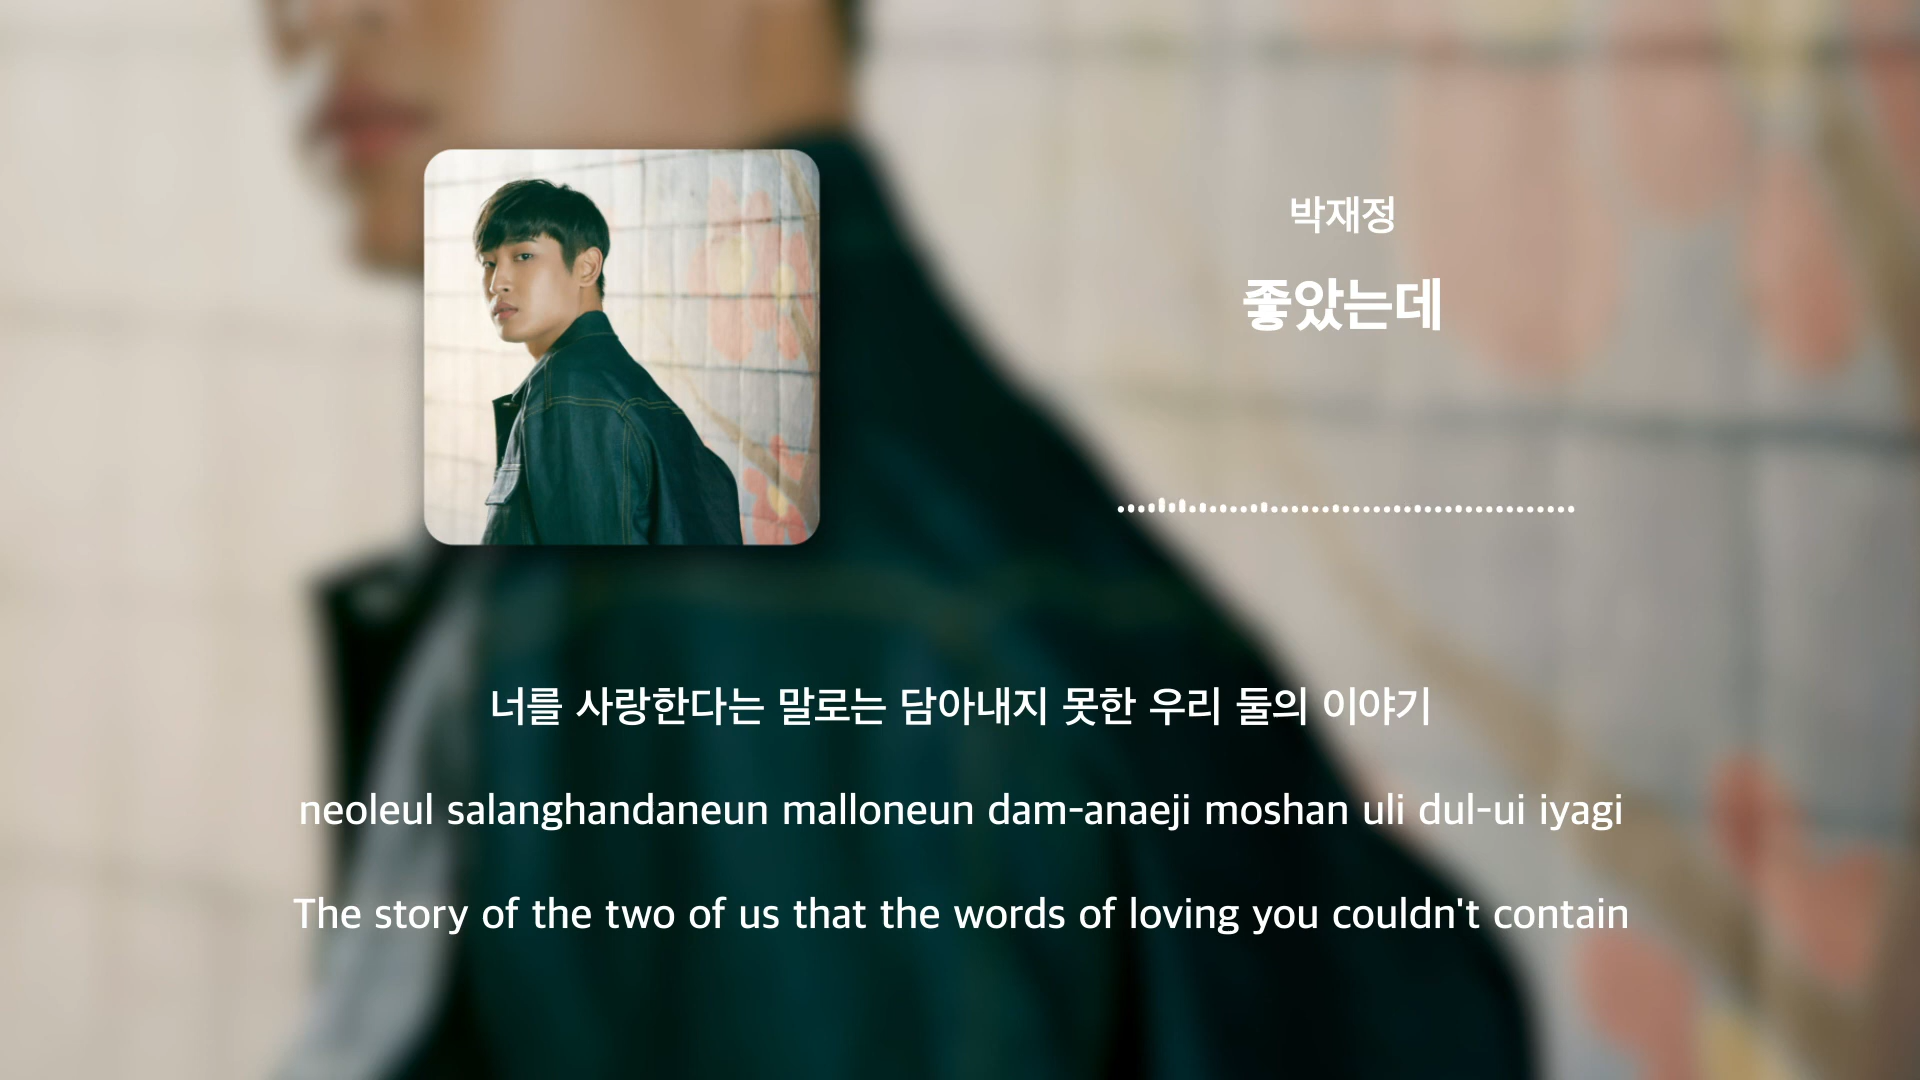 박재정
좋았는데
너를 사랑한다는 말로는 담아내지 못한 우리 둘의 이야기
neoleul salanghandaneun malloneun dam-anaeji moshan uli dul-ui iyagi
The story of the two of us that the words of loving you couldn't contain